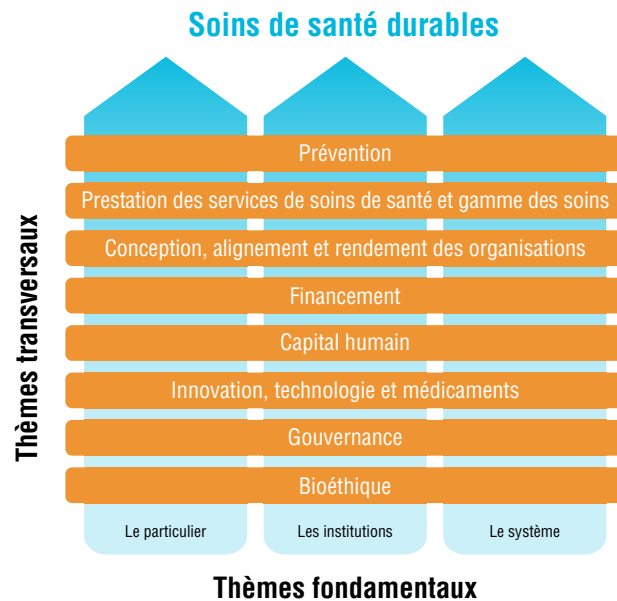 Soins de santé durables
Prévention
Prestation des services de soins de santé et gamme des soins
Conception, alignement et rendement des organisations
Financement
Capital humain
Innovation, technologie et médicaments
Gouvernance
Bioéthique
Thèmes transversaux
Le particulier
Les institutions
Le système
Thèmes fondamentaux